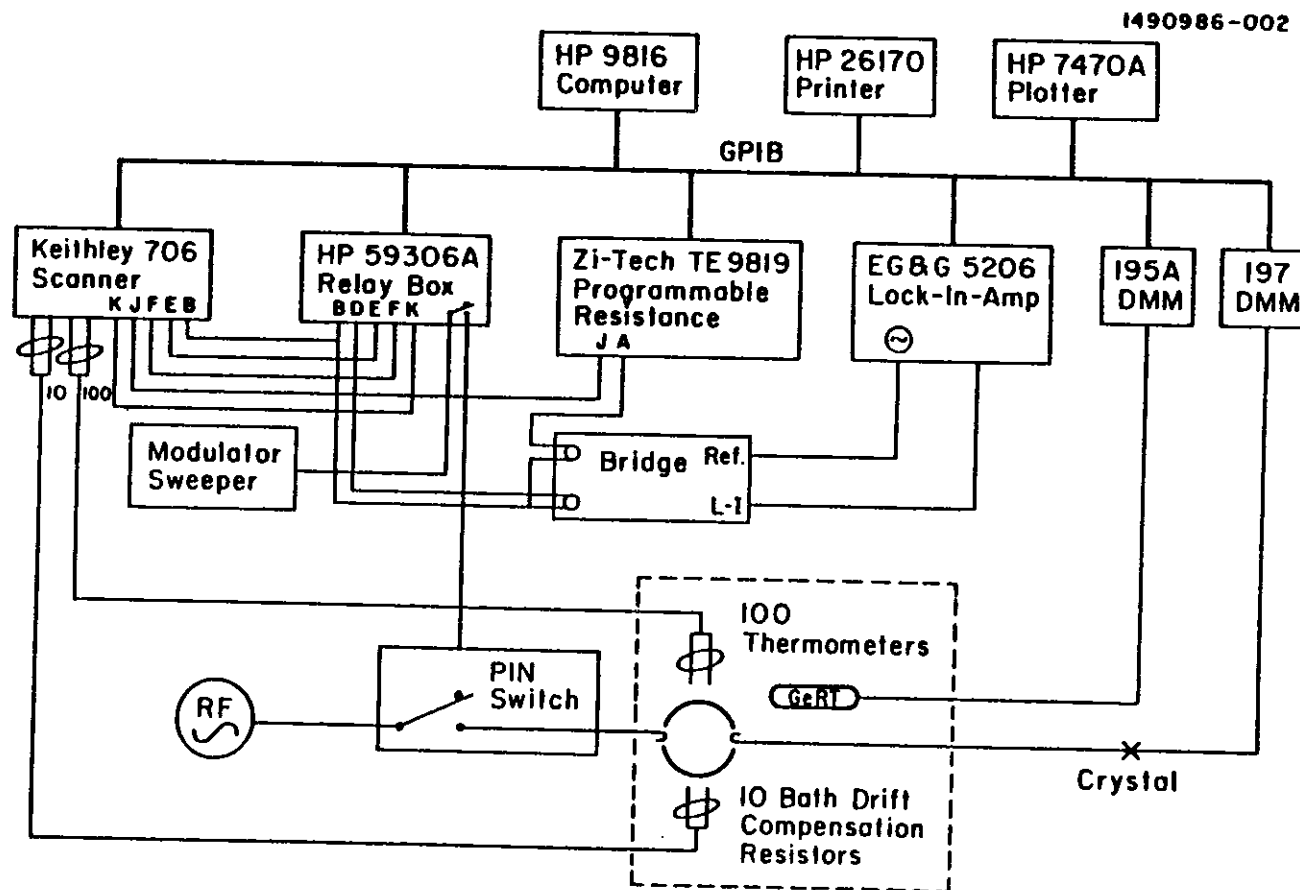 1490986-002
HP 9816
Computer
HP 26170
Printer
HP 7470A
Plotter
GPIB
Keithley 706
Scanner
K J F E B
HP 59306A
Relay Box
B D E F K
Zi-Tech TE 9819
Programmable
Resistance
J A
EG&G 5206
Lock-In-Amp
195A
DMM
197
DMM
10
100
Modulator
Sweeper
Bridge
Ref.
L-I
100
Thermometers
PIN
Switch
RF
GeRT
Crystal
10 Bath Drift
Compensation
Resistors